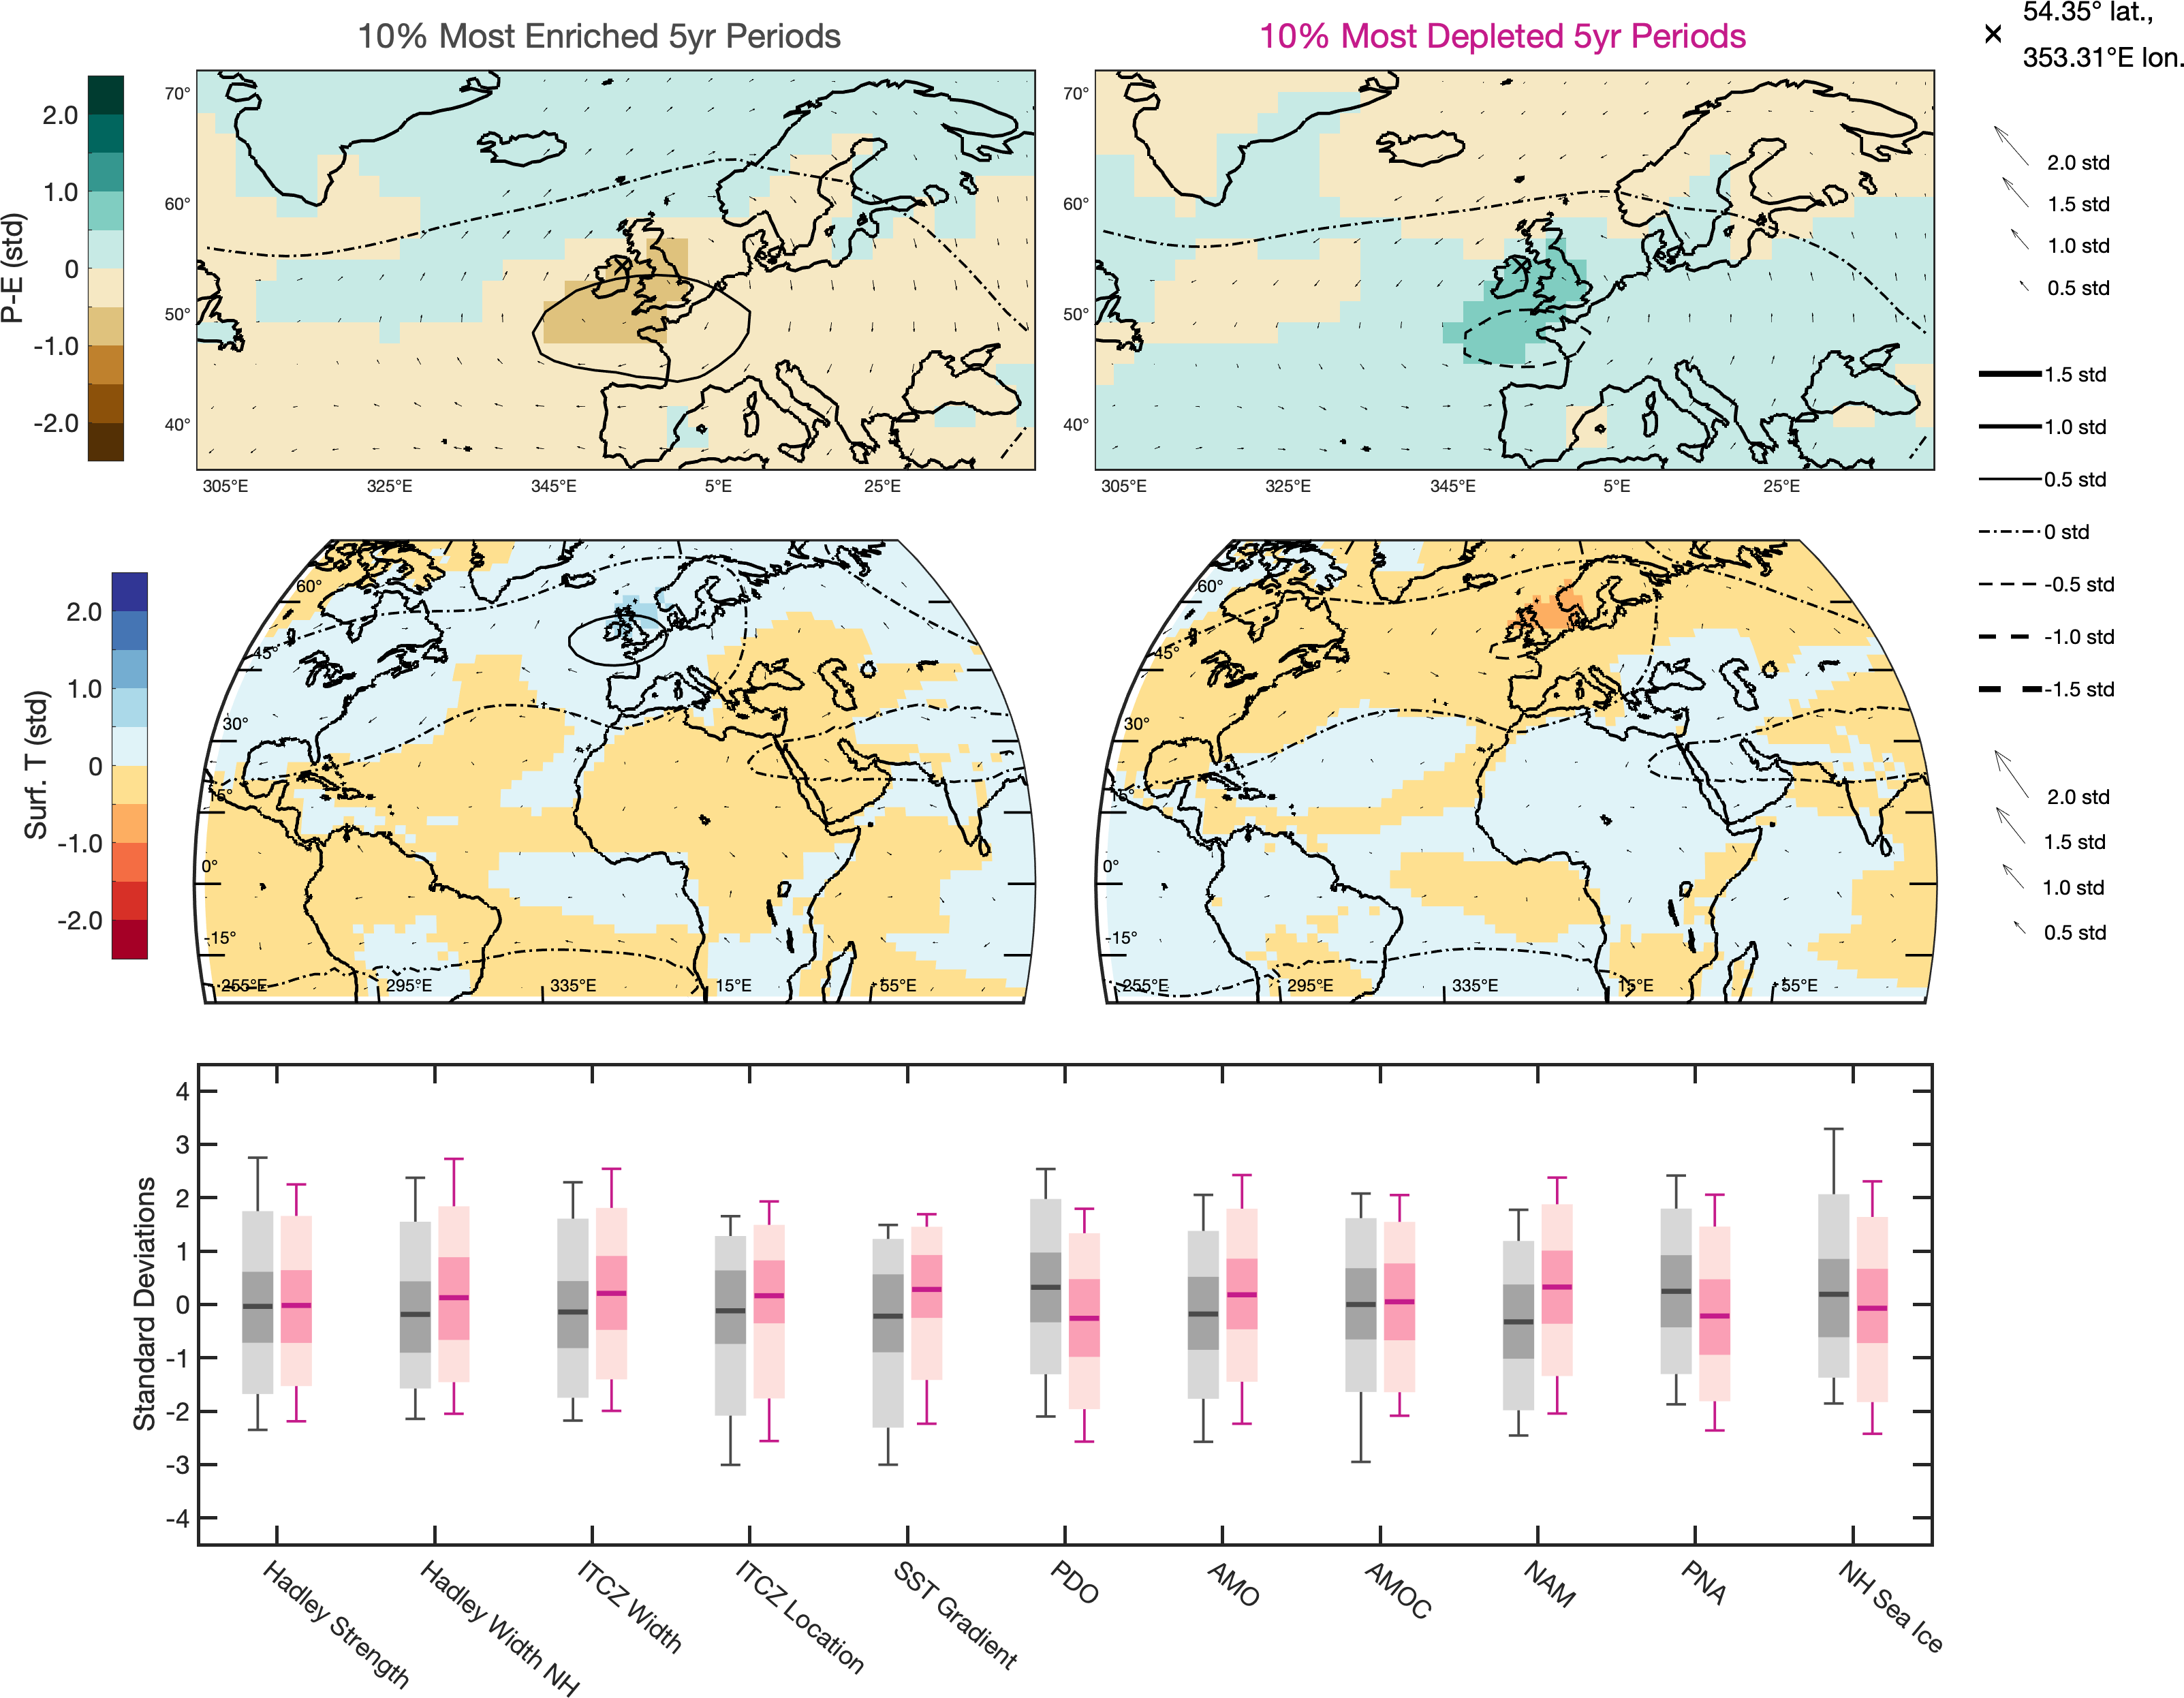 10% Most Enriched 5yr Periods
10% Most Depleted 5yr Periods
54.35° lat.,
353.31°E lon.
P-E (std)
2.0
1.0
0
-1.0
-2.0
70°
60°
50°
40°
305°E
325°E
345°E
5°E
25°E
70°
60°
50°
40°
305°E
325°E
345°E
5°E
25°E
2.0 std
1.5 std
1.0 std
0.5 std
1.5 std
1.0 std
0.5 std
0 std
-0.5 std
-1.0 std
-1.5 std
Surf. T (std)
2.0
1.0
0
-1.0
-2.0
60°
45°
30°
15°
0°
-15°
255°E
295°E
335°E
15°E
55°E
60°
45°
30°
15°
0°
-15°
255°E
295°E
335°E
15°E
55°E
2.0 std
1.5 std
1.0 std
0.5 std
Standard Deviations
4
3
2
1
0
-1
-2
-3
-4
Hadley Strength
Hadley Width NH
ITCZ Width
ITCZ Location
SST Gradient
PDO
AMO
AMOC
NAM
PNA
NH Sea Ice